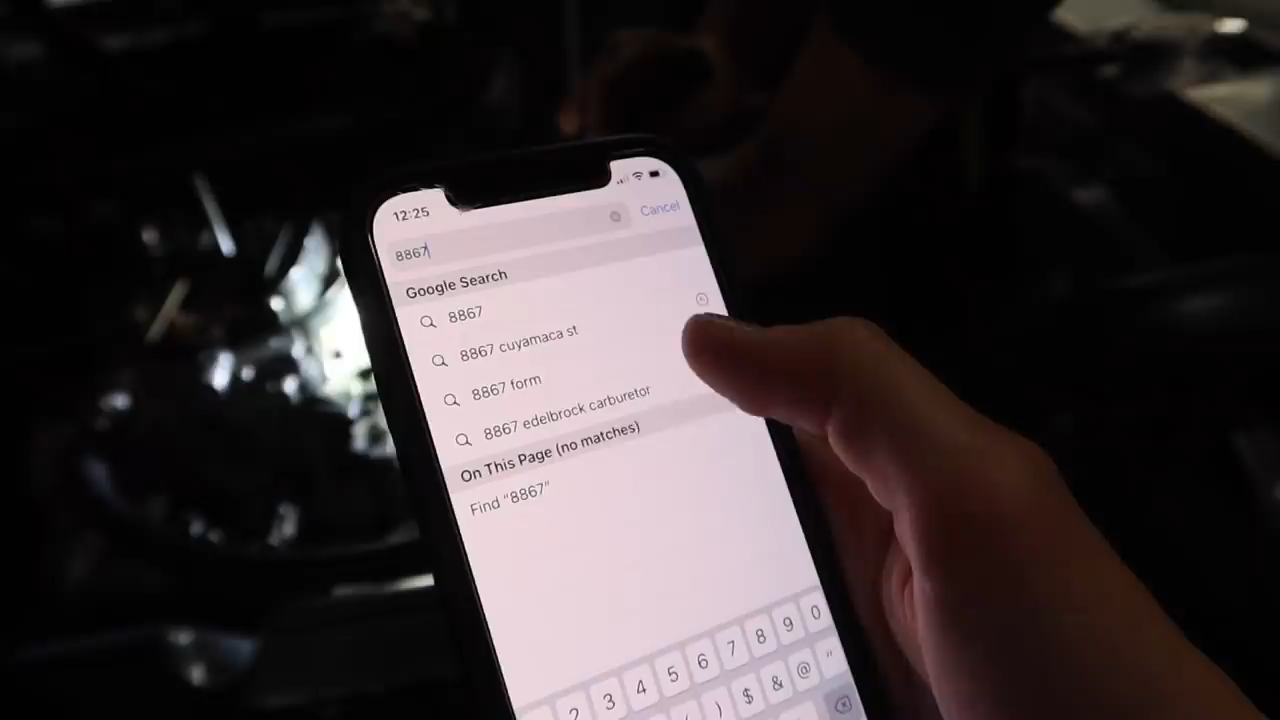 12:25
Cancel
8867
Google Search
8867
8867 cuyamaca st
8867 form
8867 edelbrock carburetor
On This Page (no matches)
Find “8867”
2 3 4 5 6 7 8 9 0
) $ & @ "